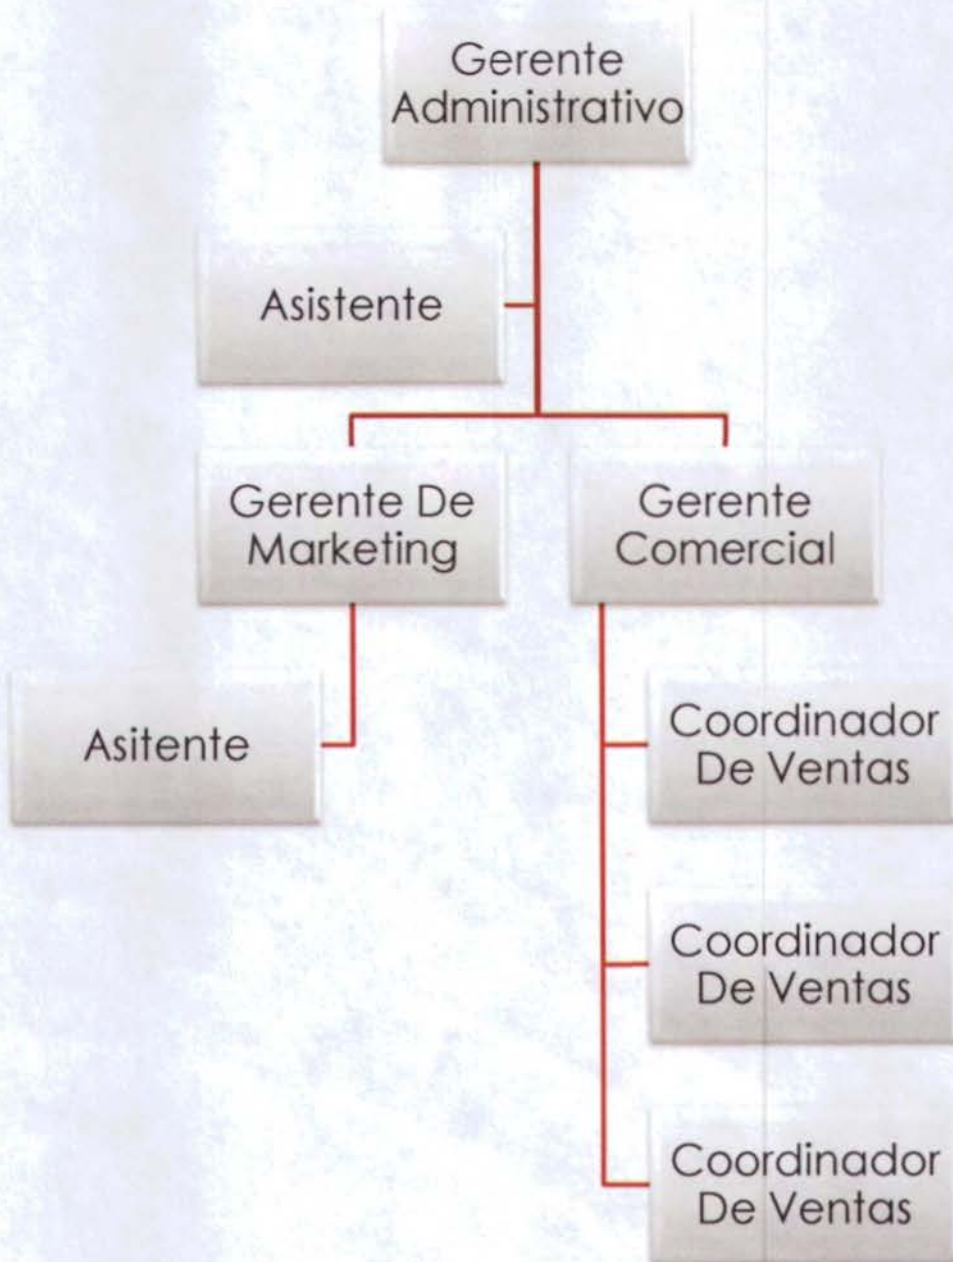 Gerente
Administrativo
Asistente
Gerente De
Marketing
Gerente
Comercial
Asitente
Coordinador
De Ventas
Coordinador
De Ventas
Coordinador
De Ventas